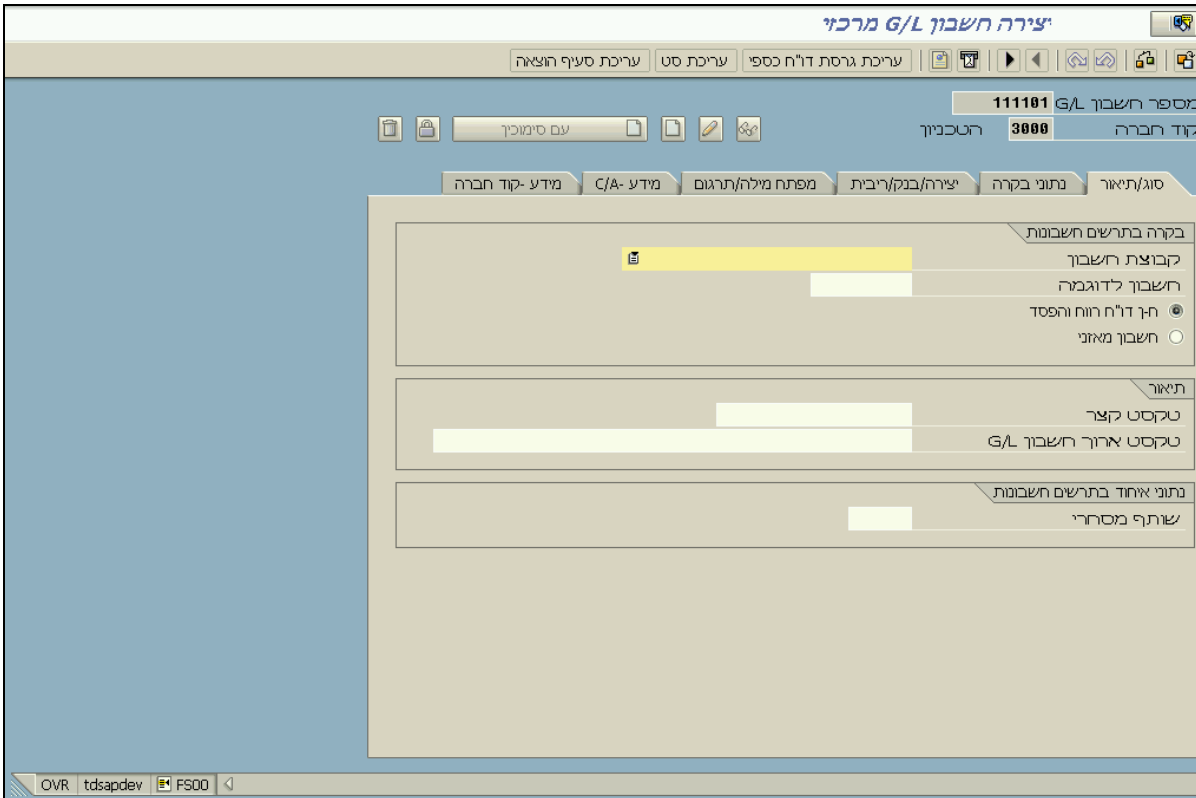 יצירה חשבון G/L מרכזי
עריכת גרסת דו"ח כספי עריכת סט עריכת סעיף הוצאה
מספר חשבון G/L 111101
קוד חברה 3000 הטכניון
עם סימוכין
סוג/תיאור נתוני בקרה יצירה/בנק/ריבית מפתח מילה/תרגום מידע -C/A מידע -קוד חברה
בקרה בתרשים חשבונות
קבוצת חשבון
חשבון לדוגמה
ח-ן דו"ח רווח והפסד
חשבון מאזני
תיאור
טקסט קצר
טקסט ארוך חשבון G/L
נתוני איחוד בתרשים חשבונות
שותף מסחרי
OVR tdsapdev FS00